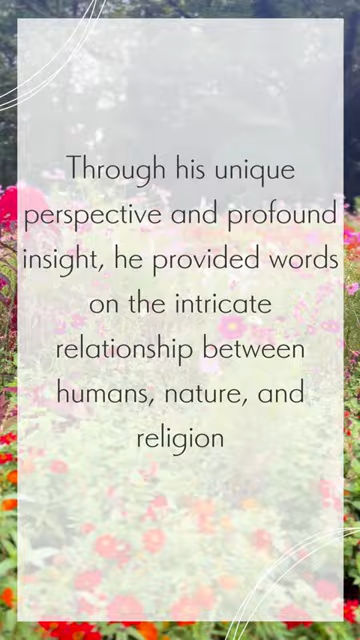 Through his unique
perspective and profound
insight, he provided words
on the intricate
relationship between
humans, nature, and
religion